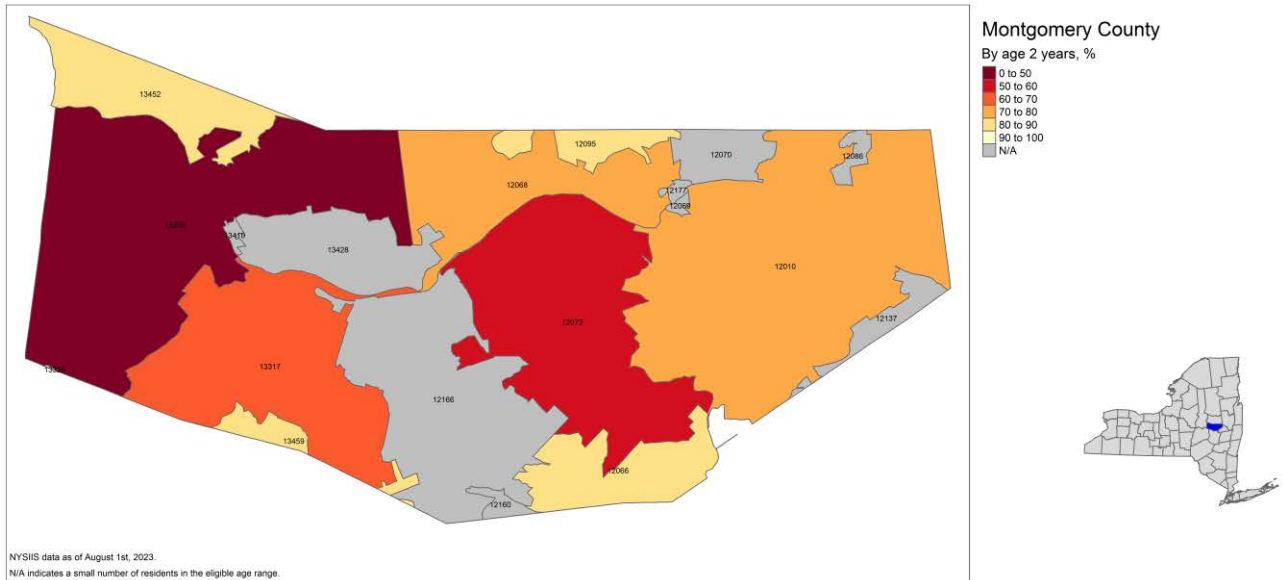 Montgomery County
By age 2 years, %
0 to 50
50 to 60
60 to 70
70 to 80
80 to 90
90 to 100
N/A
13452
12095
12070
12086
12068
12177
12069
13410
13428
12010
12137
12072
13317
12166
13459
12066
12160
NYSIIS data as of August 1st, 2023.
N/A indicates a small number of residents in the eligible age range.